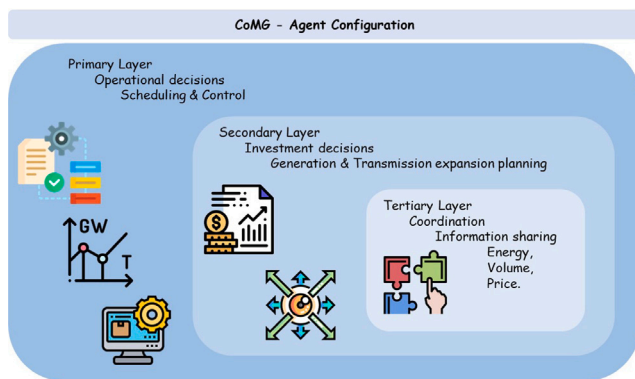 CoMG - Agent Configuration
Primary Layer
Operational decisions
Scheduling & Control
Secondary Layer
Investment decisions
Generation & Transmission expansion planning
Tertiary Layer
Coordination
Information sharing
Energy,
Volume,
Price.
GW
T
$